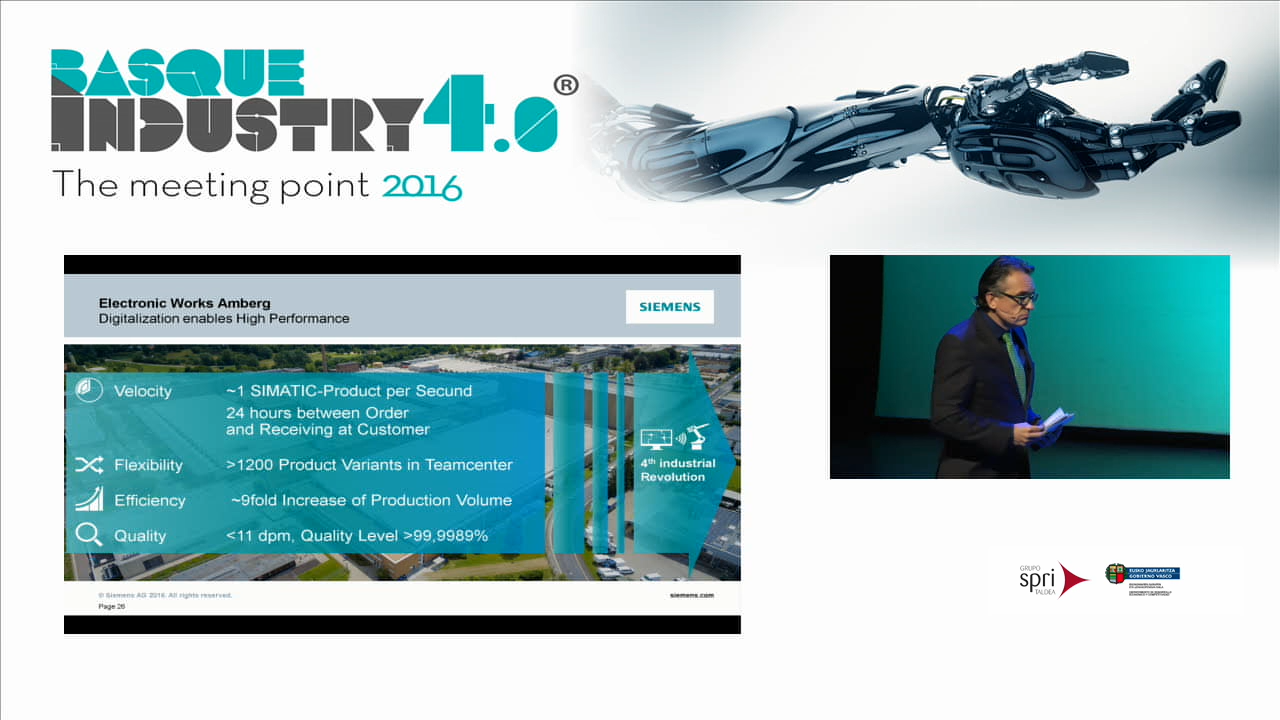 BASQUE
INDUSTRY 4.0®
The meeting point 2016
Electronic Works Amberg
Digitalization enables High Performance
SIEMENS
Velocity ~1 SIMATIC-Product per Secund
24 hours between Order
and Receiving at Customer
Flexibility >1200 Product Variants in Teamcenter
Efficiency ~9fold Increase of Production Volume
Quality <11 dpm, Quality Level >99,9989%
4th industrial
Revolution
© Siemens AG 2016. All rights reserved.
Page 26
siemens.com
GRUPO
spri
TALDEA
EUSKO JAURLARITZA
GOBIERNO VASCO